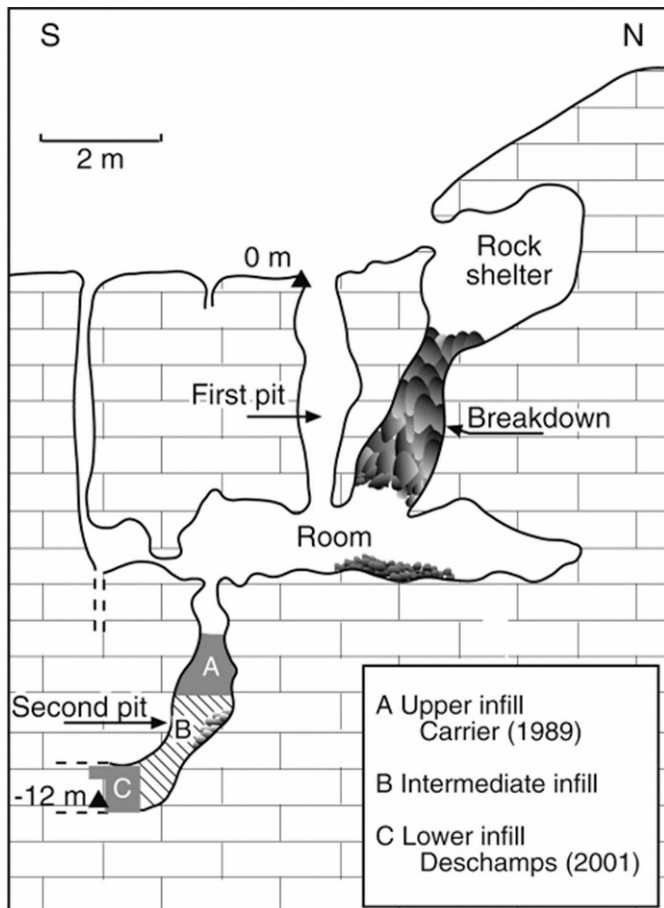 S
N
2 m
0 m
Rock
shelter
First pit
Breakdown
Room
A
Second pit
B
C
-12 m
A Upper infill
Carrier (1989)
B Intermediate infill
C Lower infill
Deschamps (2001)